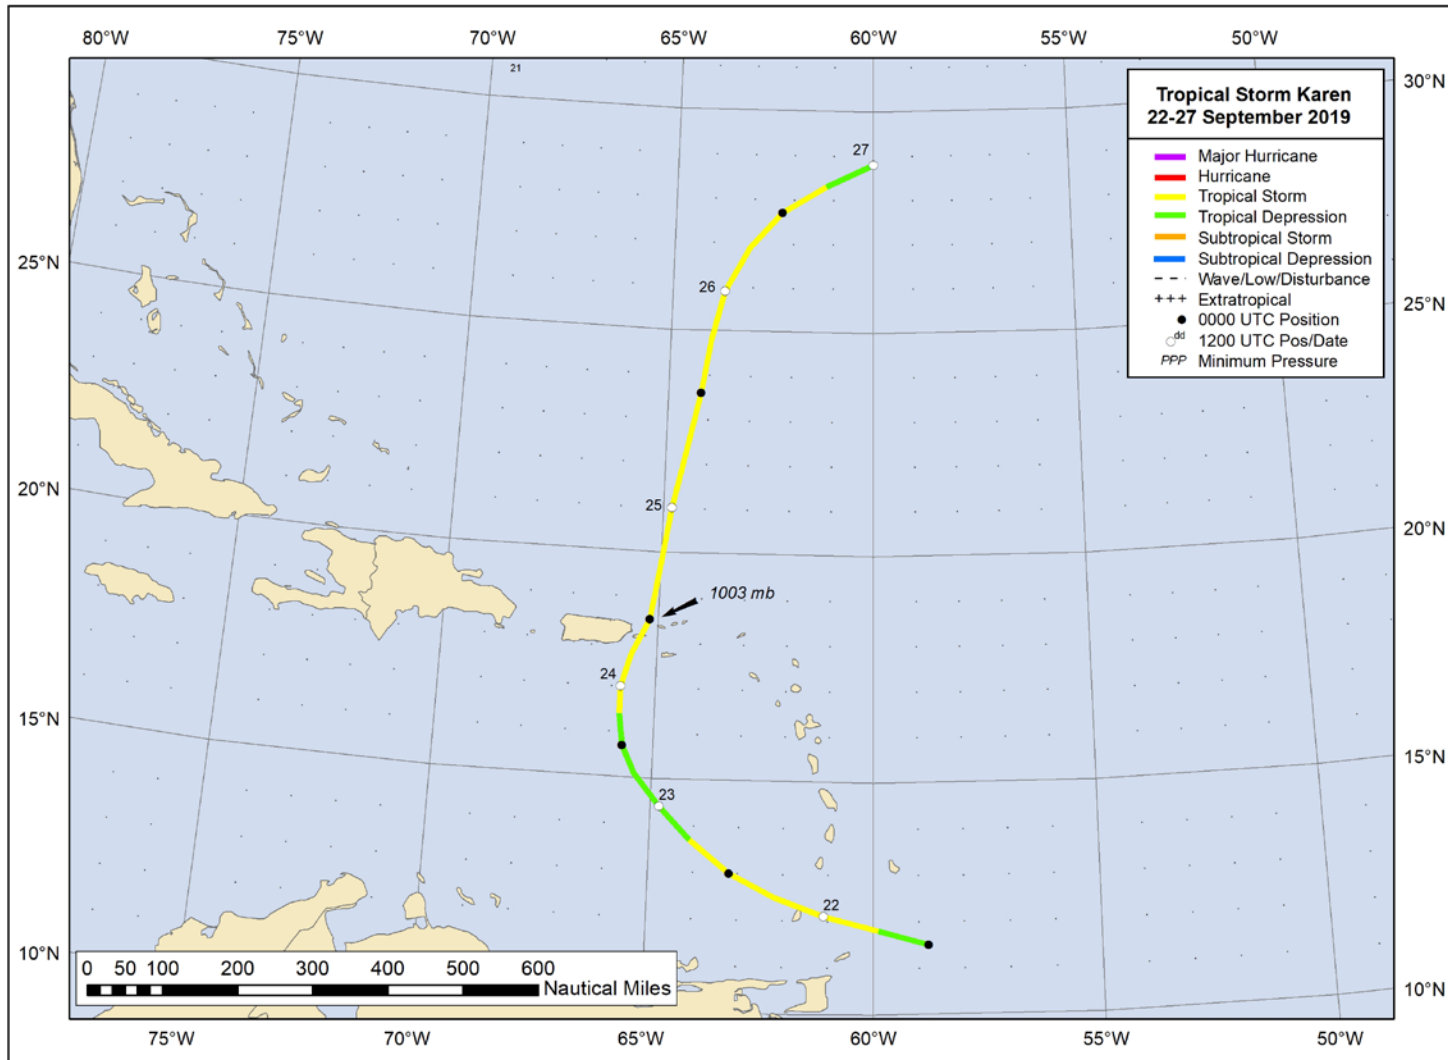 80°W 75°W 70°W 65°W 60°W 55°W 50°W
21
30°N
Tropical Storm Karen
22-27 September 2019
Major Hurricane
Hurricane
Tropical Storm
Tropical Depression
Subtropical Storm
Subtropical Depression
Wave/Low/Disturbance
Extratropical
0000 UTC Position
dd 1200 UTC Pos/Date
PPP Minimum Pressure
27
25°N
26
25°N
20°N
25
20°N
1003 mb
24
15°N
15°N
23
22
10°N
0 50 100 200 300 400 500 600
Nautical Miles
10°N
75°W 70°W 65°W 60°W 55°W 50°W